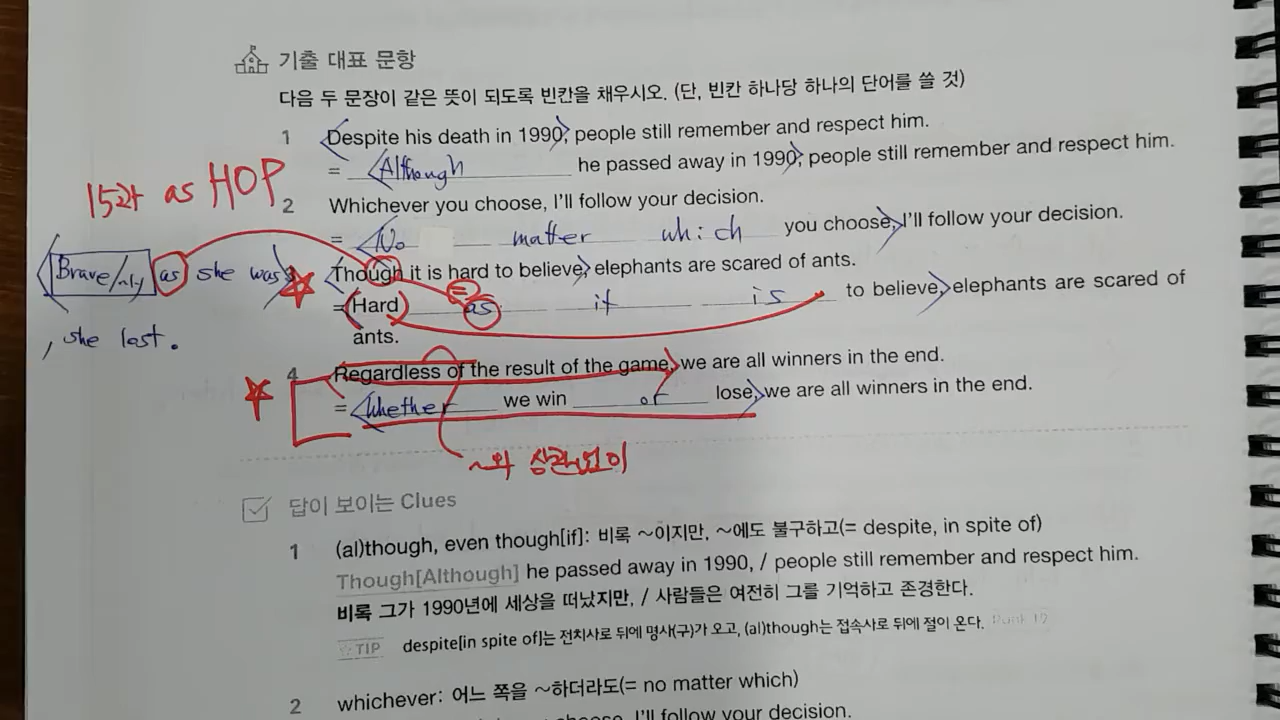 기출 대표 문항
다음 두 문장이 같은 뜻이 되도록 빈칸을 채우시오. (단, 빈칸 하나당 하나의 단어를 쓸 것)
1 Despite his death in 1990, people still remember and respect him.
= Although he passed away in 1990, people still remember and respect him.
15과 as HOP
2 Whichever you choose, I'll follow your decision.
= No matter which you choose, I'll follow your decision.
Brave/ as she was
, she last.
3 Though it is hard to believe, elephants are scared of ants.
= Hard as it is to believe, elephants are scared of
ants.
4 Regardless of the result of the game, we are all winners in the end.
= Whether we win or lose, we are all winners in the end.
~와 상관없이
답이 보이는 Clues
1 (al)though, even though[if]: 비록 ~이지만, ~에도 불구하고(= despite, in spite of)
Though[Although] he passed away in 1990, / people still remember and respect him.
비록 그가 1990년에 세상을 떠났지만, / 사람들은 여전히 그를 기억하고 존경한다.
TIP despite[in spite of]는 전치사로 뒤에 명사(구)가 오고, (al)though는 접속사로 뒤에 절이 온다.
2 whichever: 어느 쪽을 ~하더라도(= no matter which)
choose, I'll follow your decision.